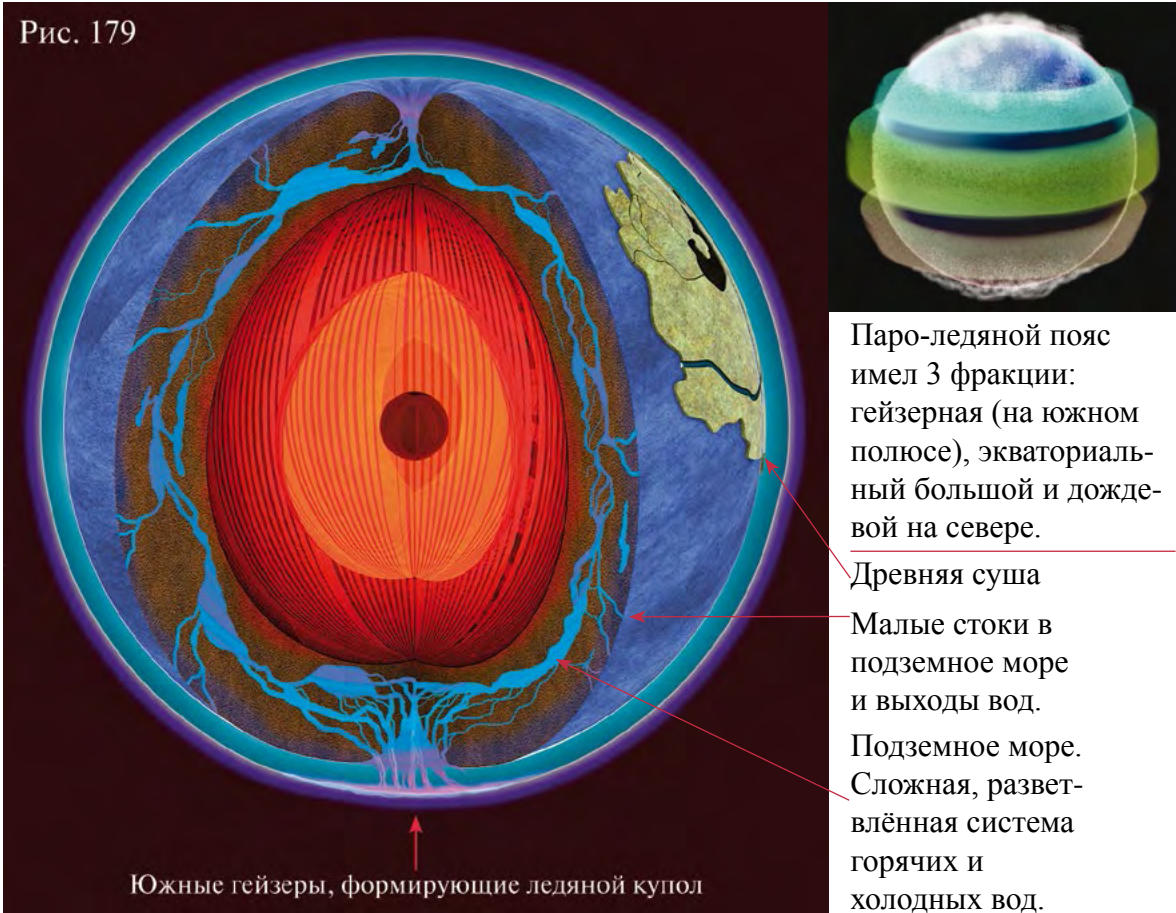 Рис. 179
Паро-ледяной пояс
имел 3 фракции:
гейзерная (на южном
полюсе), экваториаль-
ный большой и дожде-
вой на севере.
Древняя суша
Малые стоки в
подземное море
и выходы вод.
Подземное море.
Сложная, развет-
влённая система
горячих и
холодных вод.
Южные гейзеры, формирующие ледяной купол